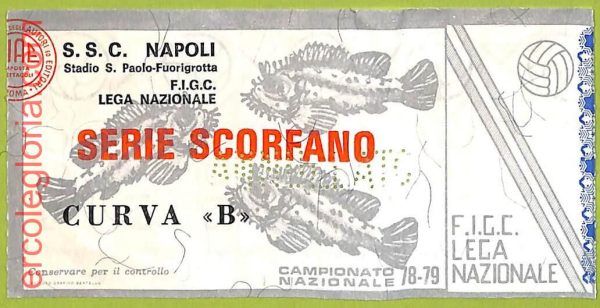 S.S.C. NAPOLI
Stadio S. Paolo-Fuorigrotta
F.I.G.C.
LEGA NAZIONALE
SERIE SCORFANO
CURVA «B»
Conservare per il controllo
CAMPIONATO
NAZIONALE
78-79
F.I.G.C.
LEGA
NAZIONALE
ercolegloria